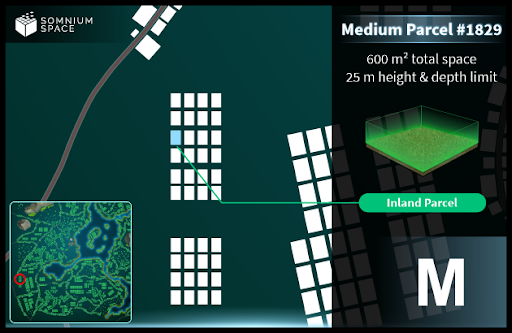 SOMNIUM
SPACE
Medium Parcel #1829
600 m² total space
25 m height & depth limit
Inland Parcel
M